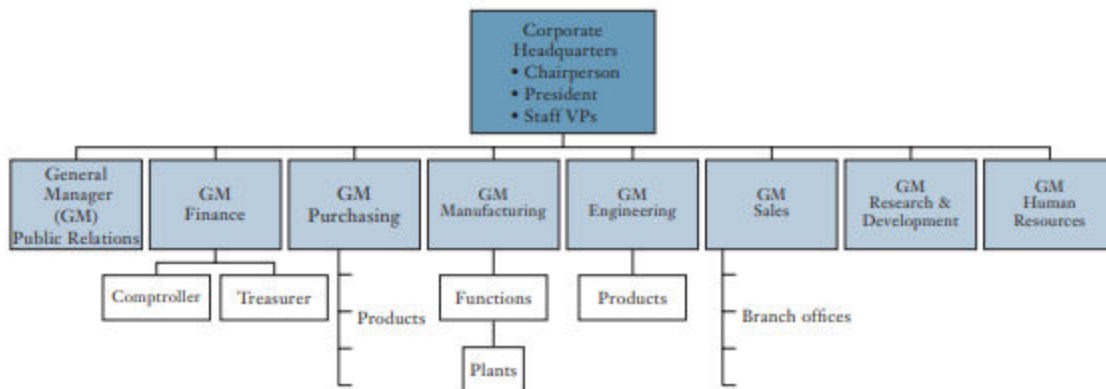 Corporate
Headquarters
• Chairperson
• President
• Staff VPs
General
Manager
(GM)
Public Relations
GM
Finance
GM
Purchasing
GM
Manufacturing
GM
Engineering
GM
Sales
GM
Research &
Development
GM
Human
Resources
Comptroller
Treasurer
Products
Functions
Plants
Products
Branch offices